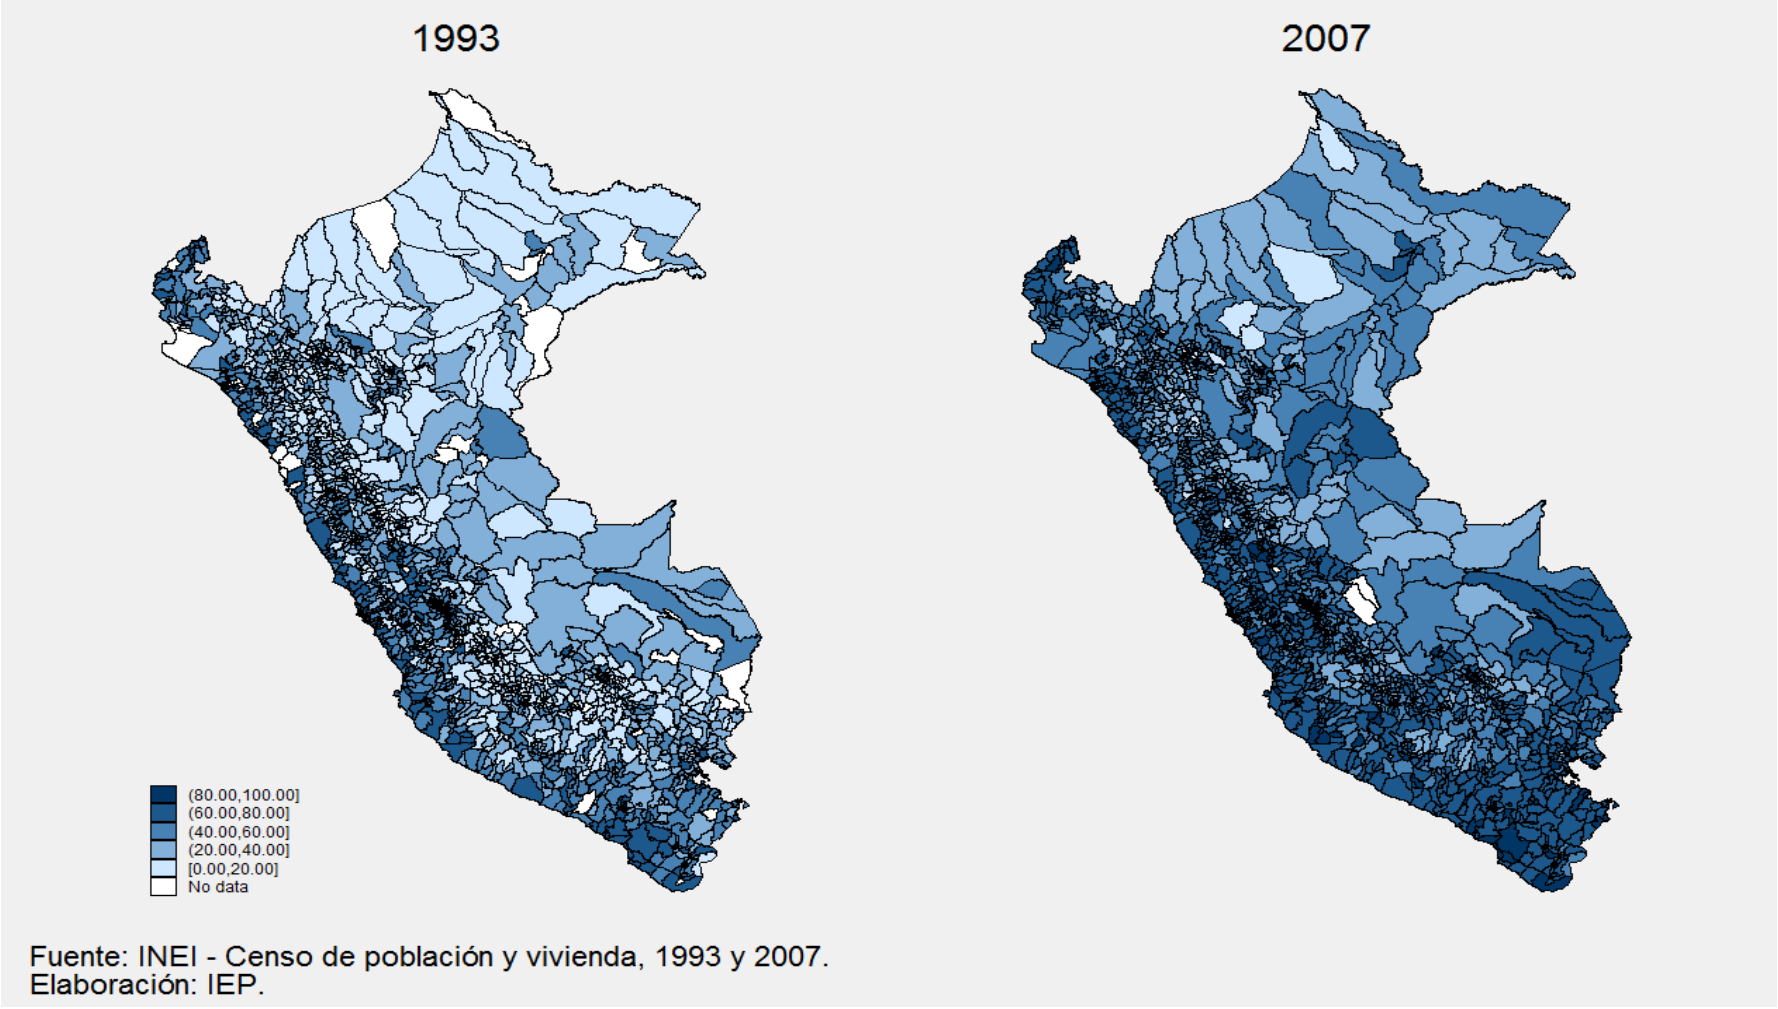 1993
2007
(80.00,100.00]
(60.00,80.00]
(40.00,60.00]
(20.00,40.00]
[0.00,20.00]
No data
Fuente: INEI - Censo de población y vivienda, 1993 y 2007.
Elaboración: IEP.